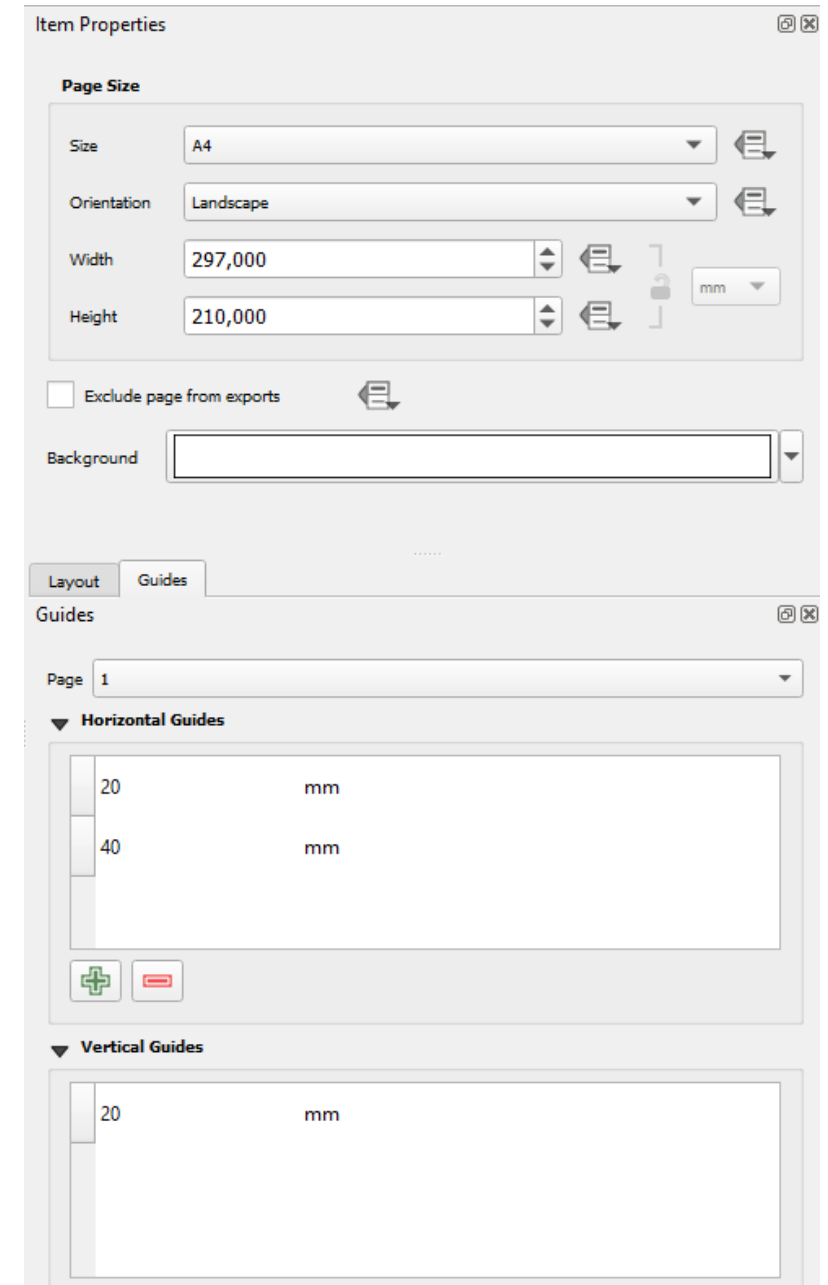 Item Properties
Page Size
Size A4
Orientation Landscape
Width 297,000
mm
Height 210,000
Exclude page from exports
Background
Layout Guides
Guides
Page 1
Horizontal Guides
20 mm
40 mm
Vertical Guides
20 mm